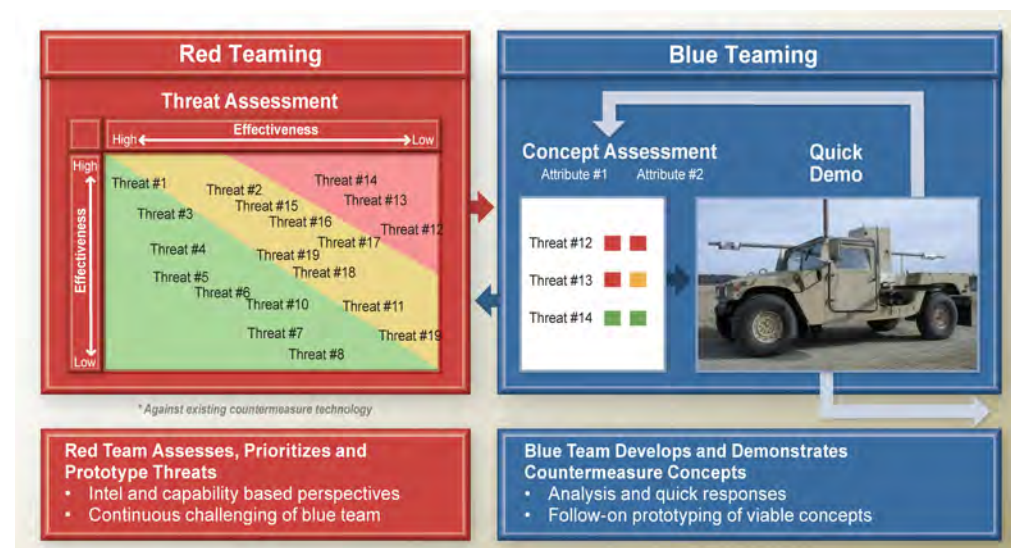 Red Teaming
Threat Assessment
Effectiveness
High
Low
High
Effectiveness
Low
Threat #1
Threat #2
Threat #14
Threat #3
Threat #15
Threat #13
Threat #16
Threat #12
Threat #4
Threat #17
Threat #19
Threat #5
Threat #18
Threat #6
Threat #10
Threat #11
Threat #7
Threat #19
Threat #8
* Against existing countermeasure technology
Red Team Assesses, Prioritizes and
Prototype Threats
• Intel and capability based perspectives
• Continuous challenging of blue team
Blue Teaming
Concept Assessment
Attribute #1 Attribute #2
Quick
Demo
Threat #12
Threat #13
Threat #14
Blue Team Develops and Demonstrates
Countermeasure Concepts
• Analysis and quick responses
• Follow-on prototyping of viable concepts